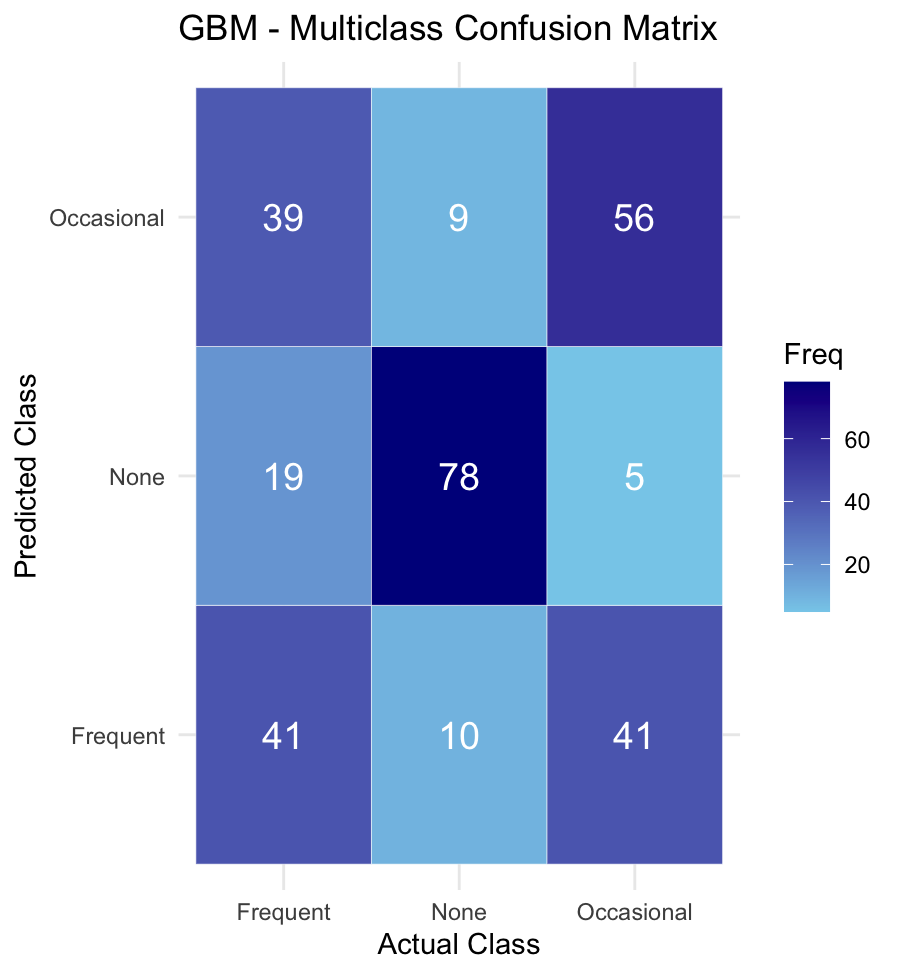 GBM - Multiclass Confusion Matrix
Occasional
39 9 56
Predicted Class
None
19 78 5
Frequent
41 10 41
Frequent None Occasional
Actual Class
Freq
60
40
20